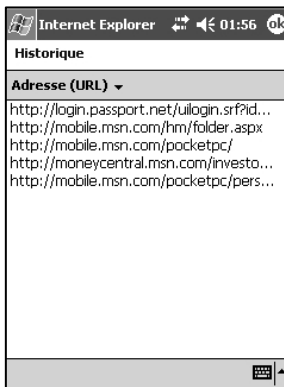 Internet Explorer 01:56 ok
Historique
Adresse (URL)
http://login.passport.net/uilogin.srf?id...
http://mobile.msn.com/hm/folder.aspx
http://mobile.msn.com/pocketpc/
http://moneycentral.msn.com/investo...
http://mobile.msn.com/pocketpc/pers...